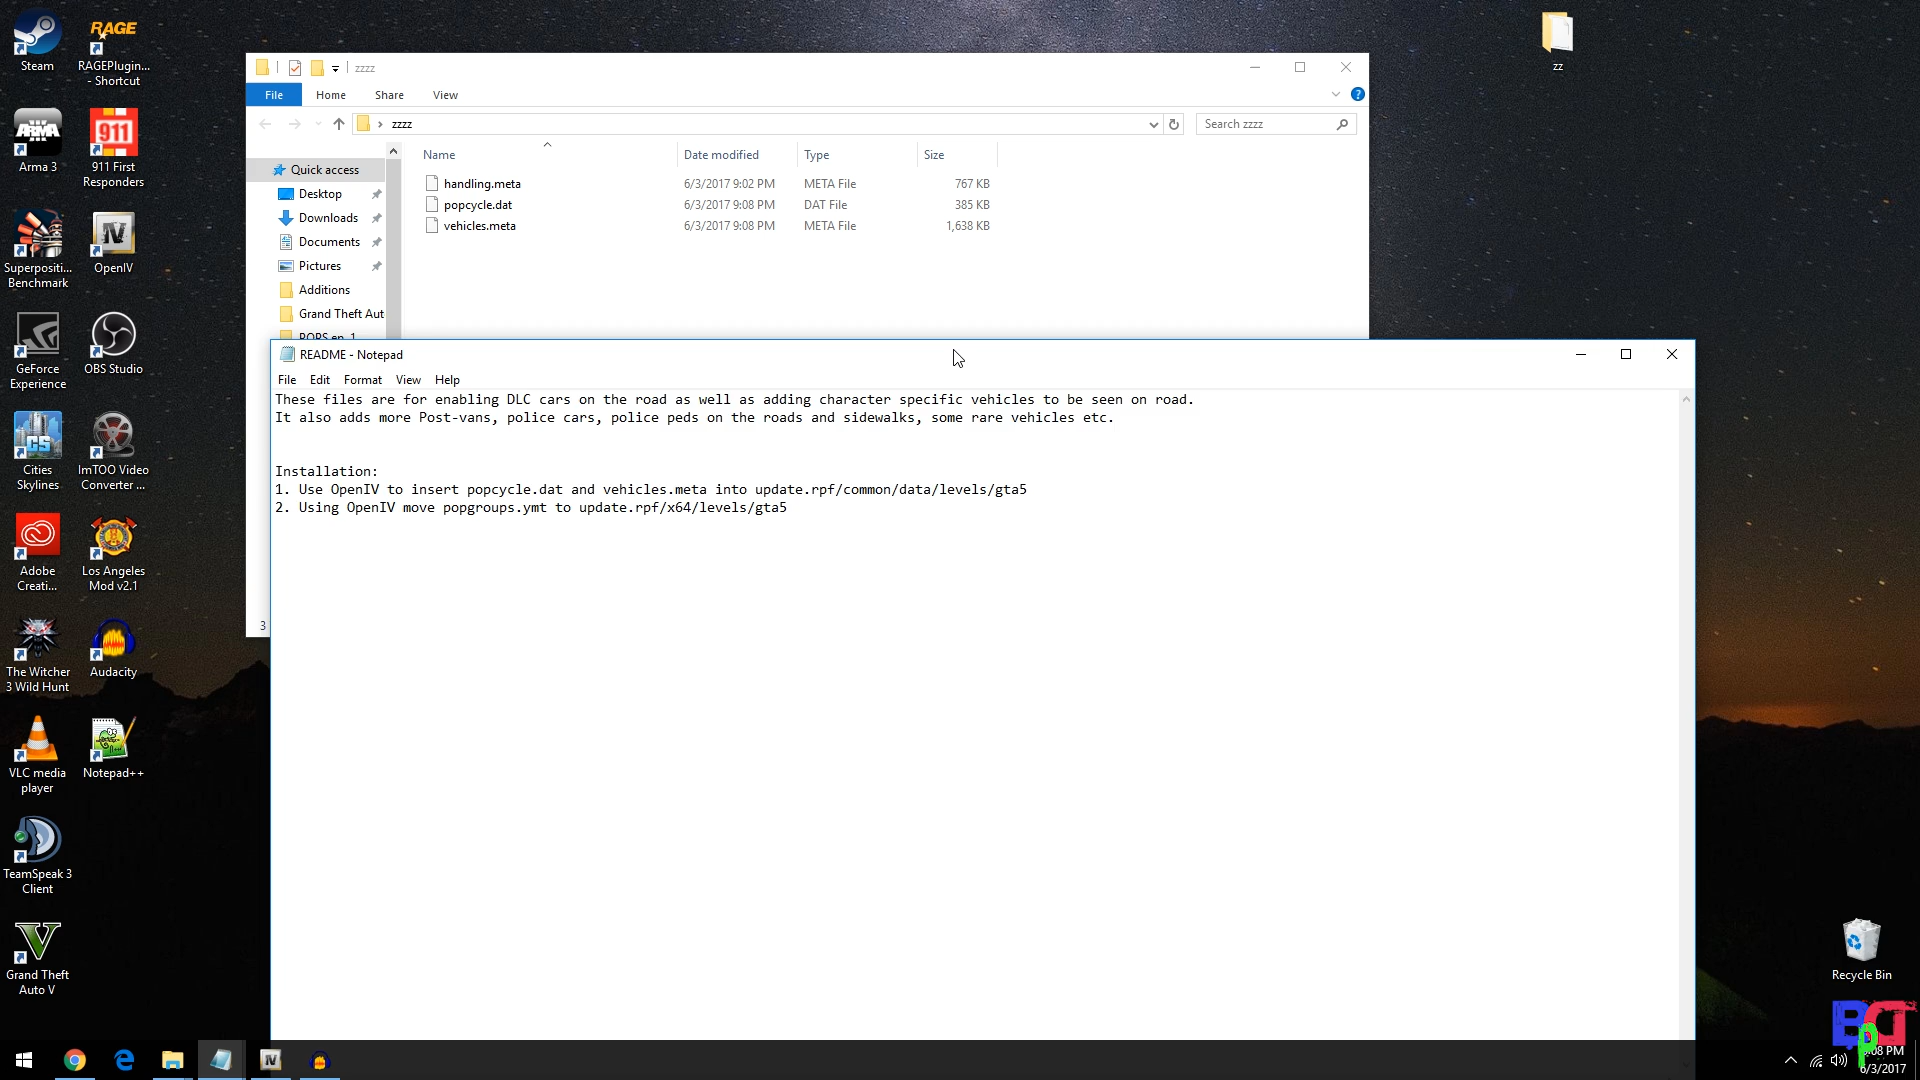 Steam
RAGE
RAGEPlugin...
- Shortcut
ARMA
Arma 3
911
911 First
Responders
Superpositi...
Benchmark
IV
OpenIV
GeForce
Experience
OBS Studio
CS
Cities
Skylines
ImTOO Video
Converter ...
Adobe
Creati...
Los Angeles
Mod v2.1
The Witcher
3 Wild Hunt
Audacity
VLC media
player
Notepad++
TeamSpeak 3
Client
Grand Theft
Auto V
zz
Recycle Bin
zzzz
File Home Share View
zzzz
Search zzzz
Name Date modified Type Size
Quick access
Desktop
Downloads
Documents
Pictures
Additions
Grand Theft Aut
handling.meta 6/3/2017 9:02 PM META File 767 KB
popcycle.dat 6/3/2017 9:08 PM DAT File 385 KB
vehicles.meta 6/3/2017 9:08 PM META File 1,638 KB
3
README - Notepad
File Edit Format View Help
These files are for enabling DLC cars on the road as well as adding character specific vehicles to be seen on road.
It also adds more Post-vans, police cars, police peds on the roads and sidewalks, some rare vehicles etc.
Installation:
1. Use OpenIV to insert popcycle.dat and vehicles.meta into update.rpf/common/data/levels/gta5
2. Using OpenIV move popgroups.ymt to update.rpf/x64/levels/gta5
IV
BpD
:08 PM
6/3/2017